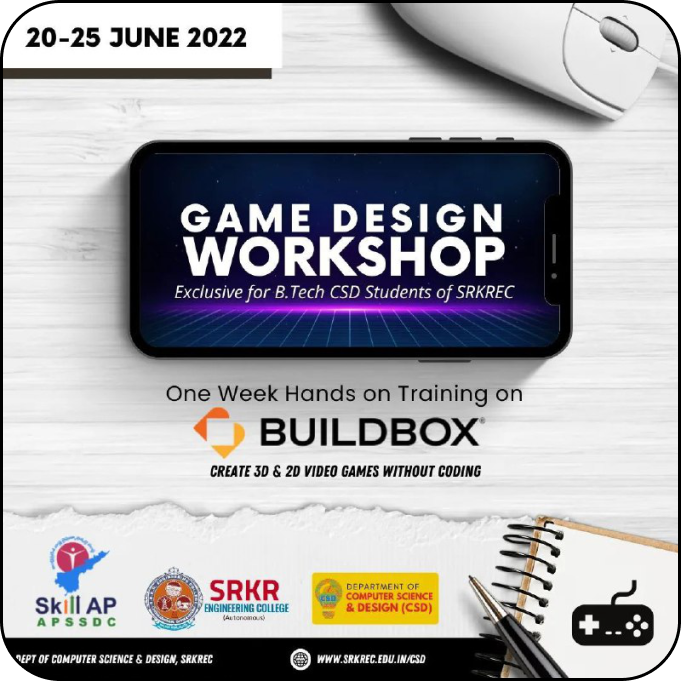 20-25 JUNE 2022
GAME DESIGN
WORKSHOP
Exclusive for B.Tech CSD Students of SRKREC
One Week Hands on Training on
BUILDBOX®
CREATE 3D & 2D VIDEO GAMES WITHOUT CODING
Skill AP
APSSDC
SRKR
ENGINEERING COLLEGE
(Autonomous)
CSD
DEPARTMENT OF
COMPUTER SCIENCE
& DESIGN (CSD)
DEPT OF COMPUTER SCIENCE & DESIGN, SRKREC
WWW.SRKREC.EDU.IN/CSD